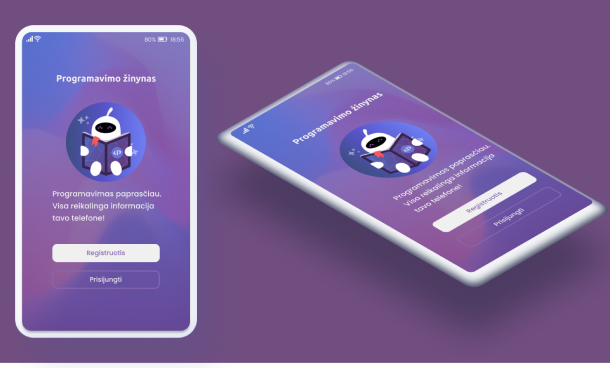 80% 18:56
Programavimo žinynas
Programavimas paprasčiau.
Visa reikalinga informacija
tavo telefone!
Registruotis
Prisijungti
80% 18:56
Programavimo žinynas
Programavimas paprasčiau.
Visa reikalinga informacija
tavo telefone!
Registruotis
Prisijungti